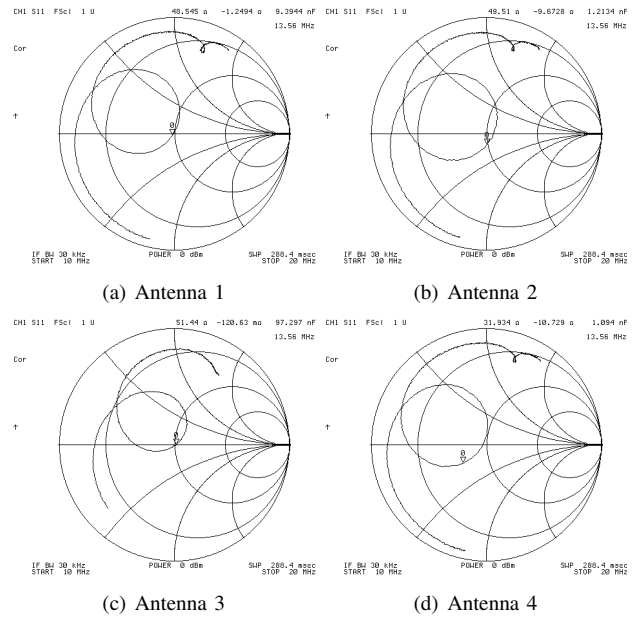 CH1 S11 FScl 1 U 48.545 Ω -1.2494 Ω 9.3944 nF
13.56 MHz
Cor
↑
0
IF BW 30 kHz POWER 0 dBm SWP 288.4 msec
START 10 MHz STOP 20 MHz
(a) Antenna 1
CH1 S11 FScl 1 U 49.51 Ω -9.6728 Ω 1.2134 nF
13.56 MHz
Cor
↑
0
IF BW 30 kHz POWER 0 dBm SWP 288.4 msec
START 10 MHz STOP 20 MHz
(b) Antenna 2
CH1 S11 FScl 1 U 51.44 Ω -120.63 mΩ 97.297 nF
13.56 MHz
Cor
↑
0
IF BW 30 kHz POWER 0 dBm SWP 288.4 msec
START 10 MHz STOP 20 MHz
(c) Antenna 3
CH1 S11 FScl 1 U 31.934 Ω -10.729 Ω 1.094 nF
13.56 MHz
Cor
↑
0
IF BW 30 kHz POWER 0 dBm SWP 288.4 msec
START 10 MHz STOP 20 MHz
(d) Antenna 4